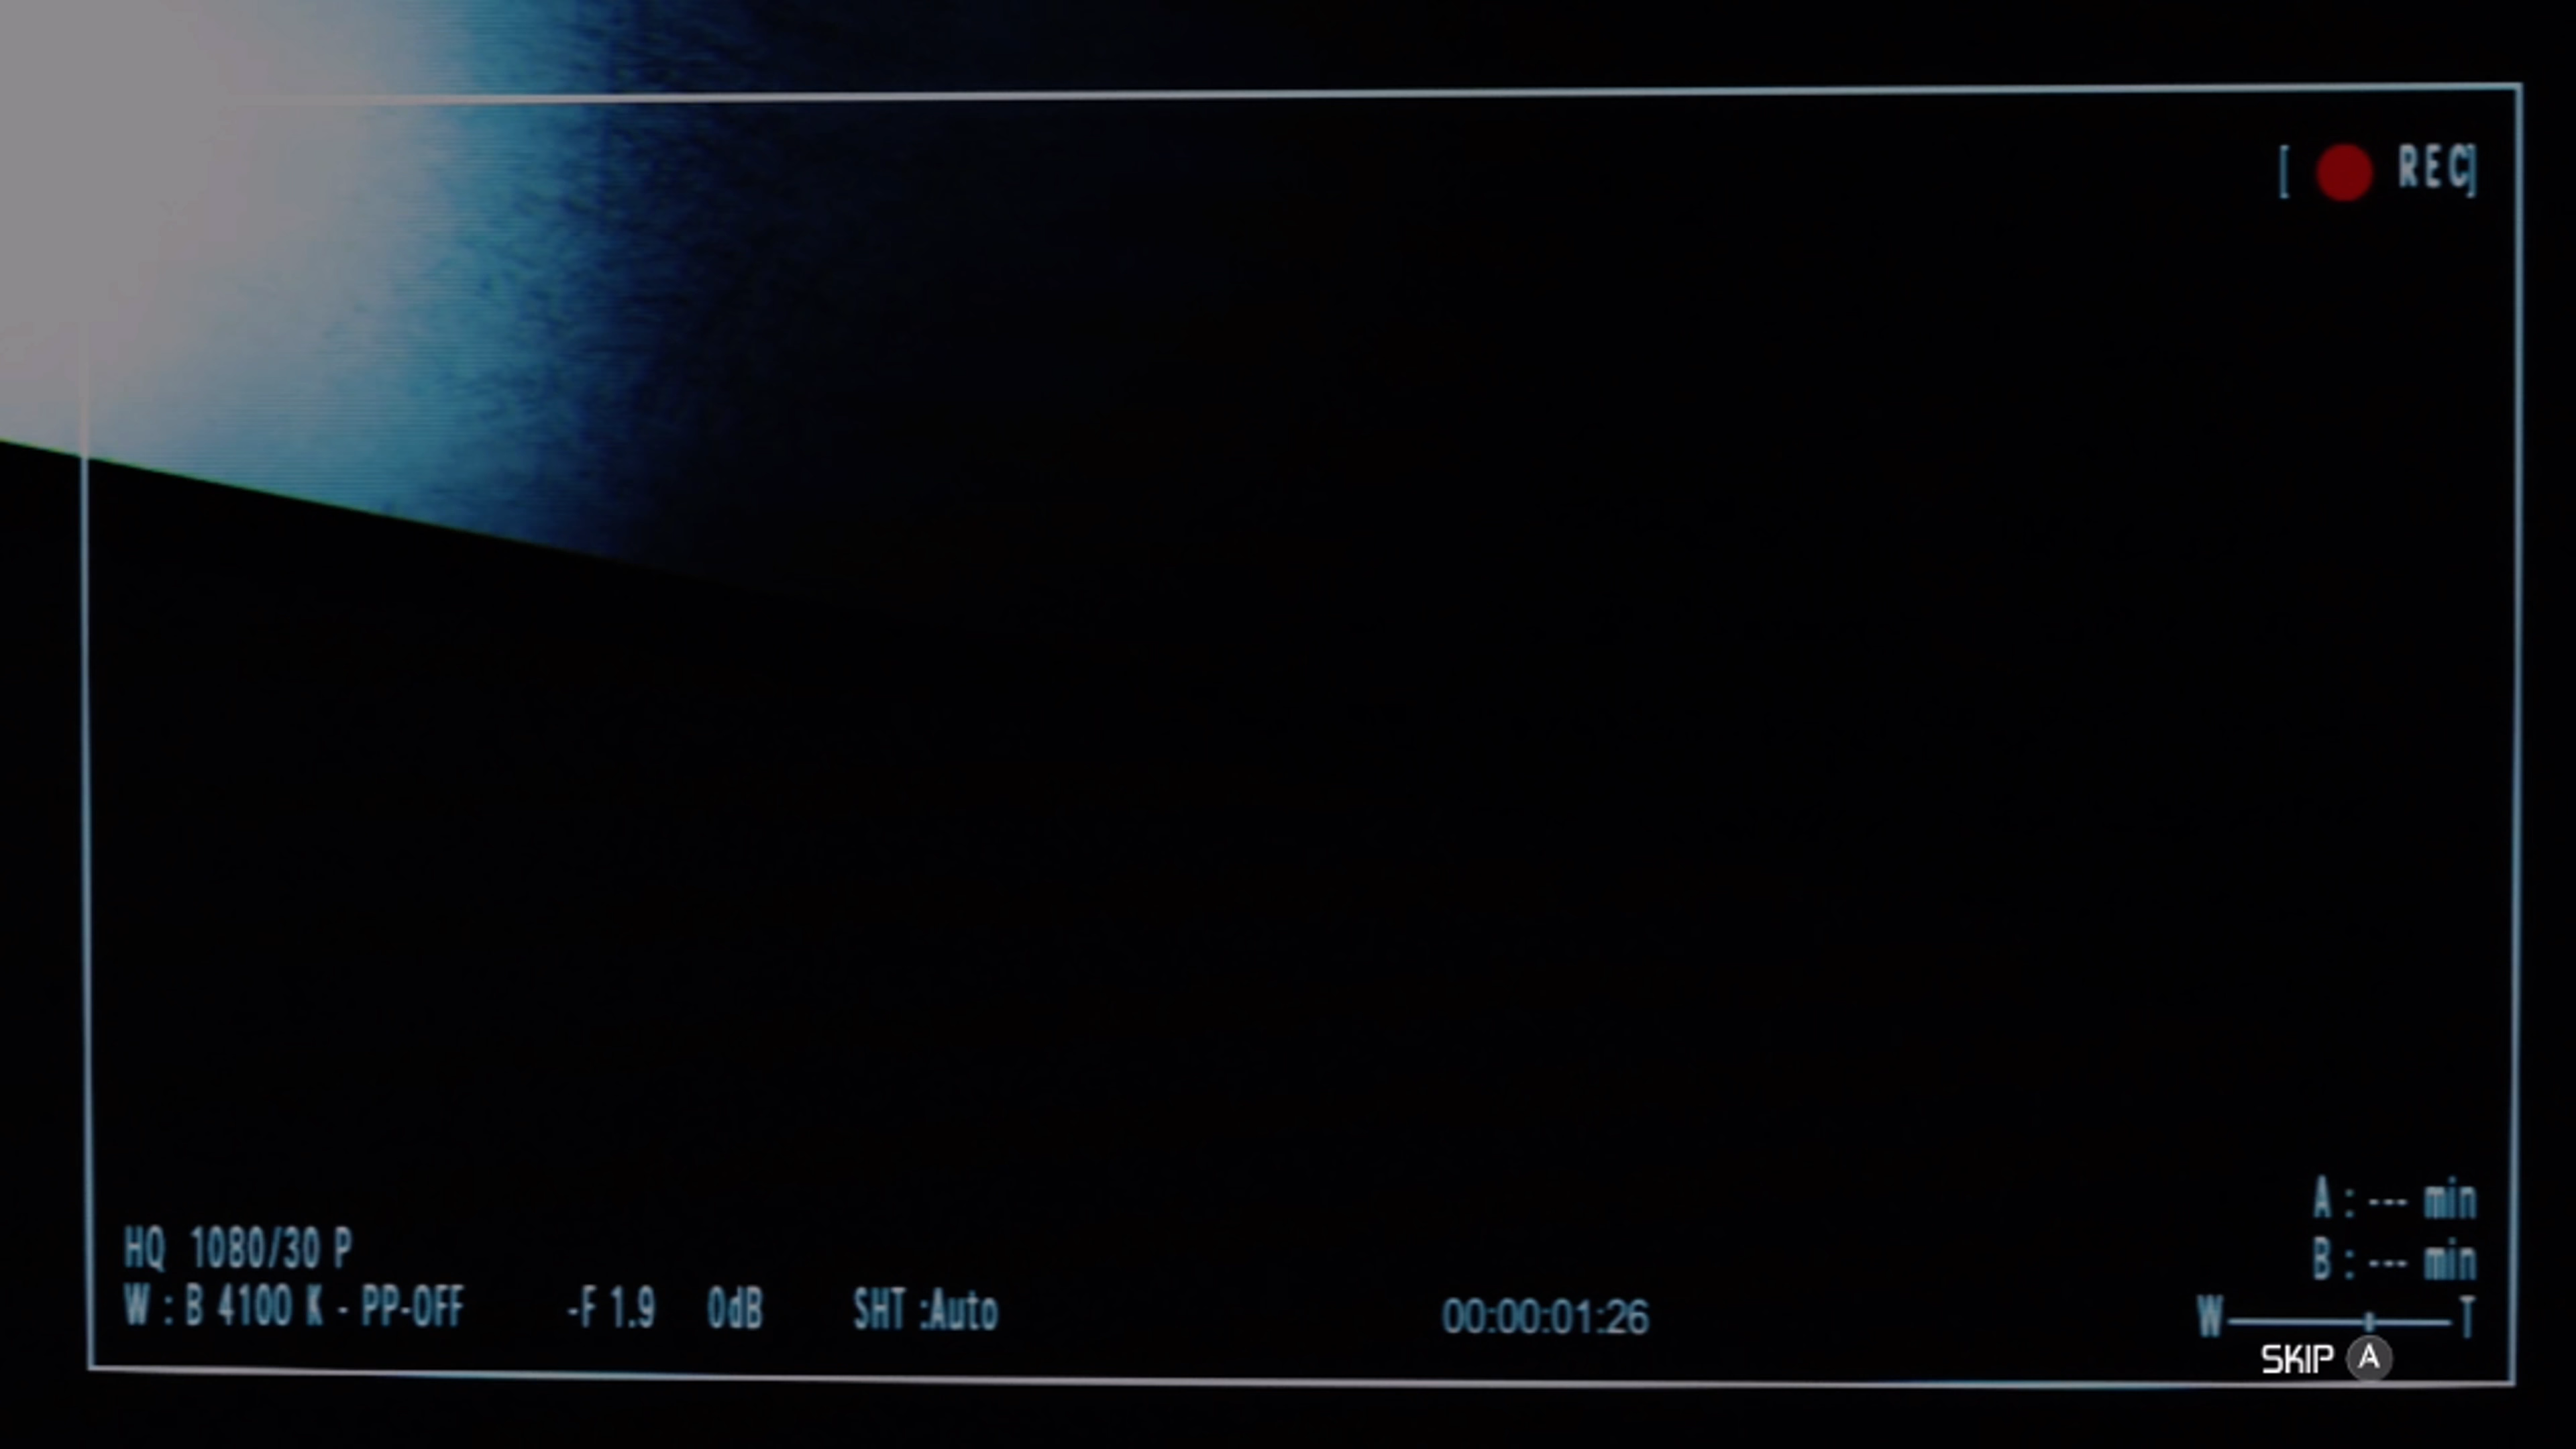 [ REC]
A : --- min
B : --- min
HQ 1080/30 P
W : B 4100 K - PP-OFF -F 1.9 0dB SHT :Auto 00:00:01:26 W T
SKIP A